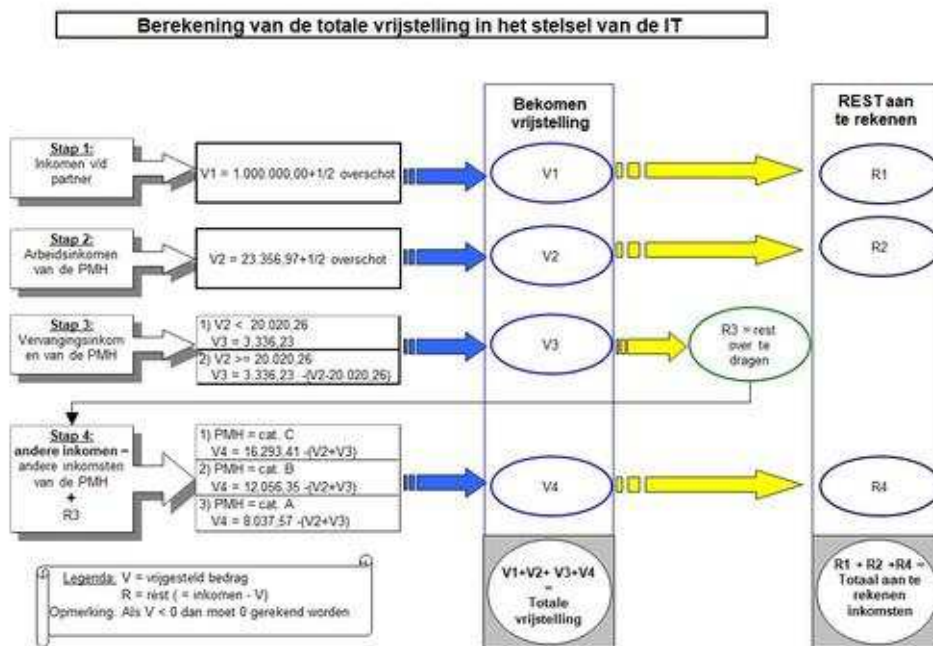 Berekening van de totale vrijstelling in het stelsel van de IT
Bekomen
vrijstelling
REST aan
te rekenen
Stap 1:
Inkomen v/d
partner
V1 = 1.000.000,00+1/2 overschot
V1
R1
Stap 2:
Arbeidsinkomen
van de PMH
V2 = 23.356,97+1/2 overschot
V2
R2
Stap 3:
Vervangingsinkom
en van de PMH
1) V2 < 20.020,26
V3 = 3.336,23
2) V2 >= 20.020,26
V3 = 3.336,23 -(V2-20.020,26)
V3
R3 = rest
over te
dragen
Stap 4:
andere inkomen =
andere inkomsten
van de PMH
+
R3
1) PMH = cat. C
V4 = 16.293,41 -(V2+V3)
2) PMH = cat. B
V4 = 12.056,35 -(V2+V3)
3) PMH = cat. A
V4 = 8.037,57 -(V2+V3)
V4
R4
Legenda: V = vrijgesteld bedrag
R = rest ( = inkomen - V)
Opmerking: Als V < 0 dan moet 0 gerekend worden
V1+V2+ V3+V4
=
Totale
vrijstelling
R1 + R2 +R4 =
Totaal aan te
rekenen
inkomsten